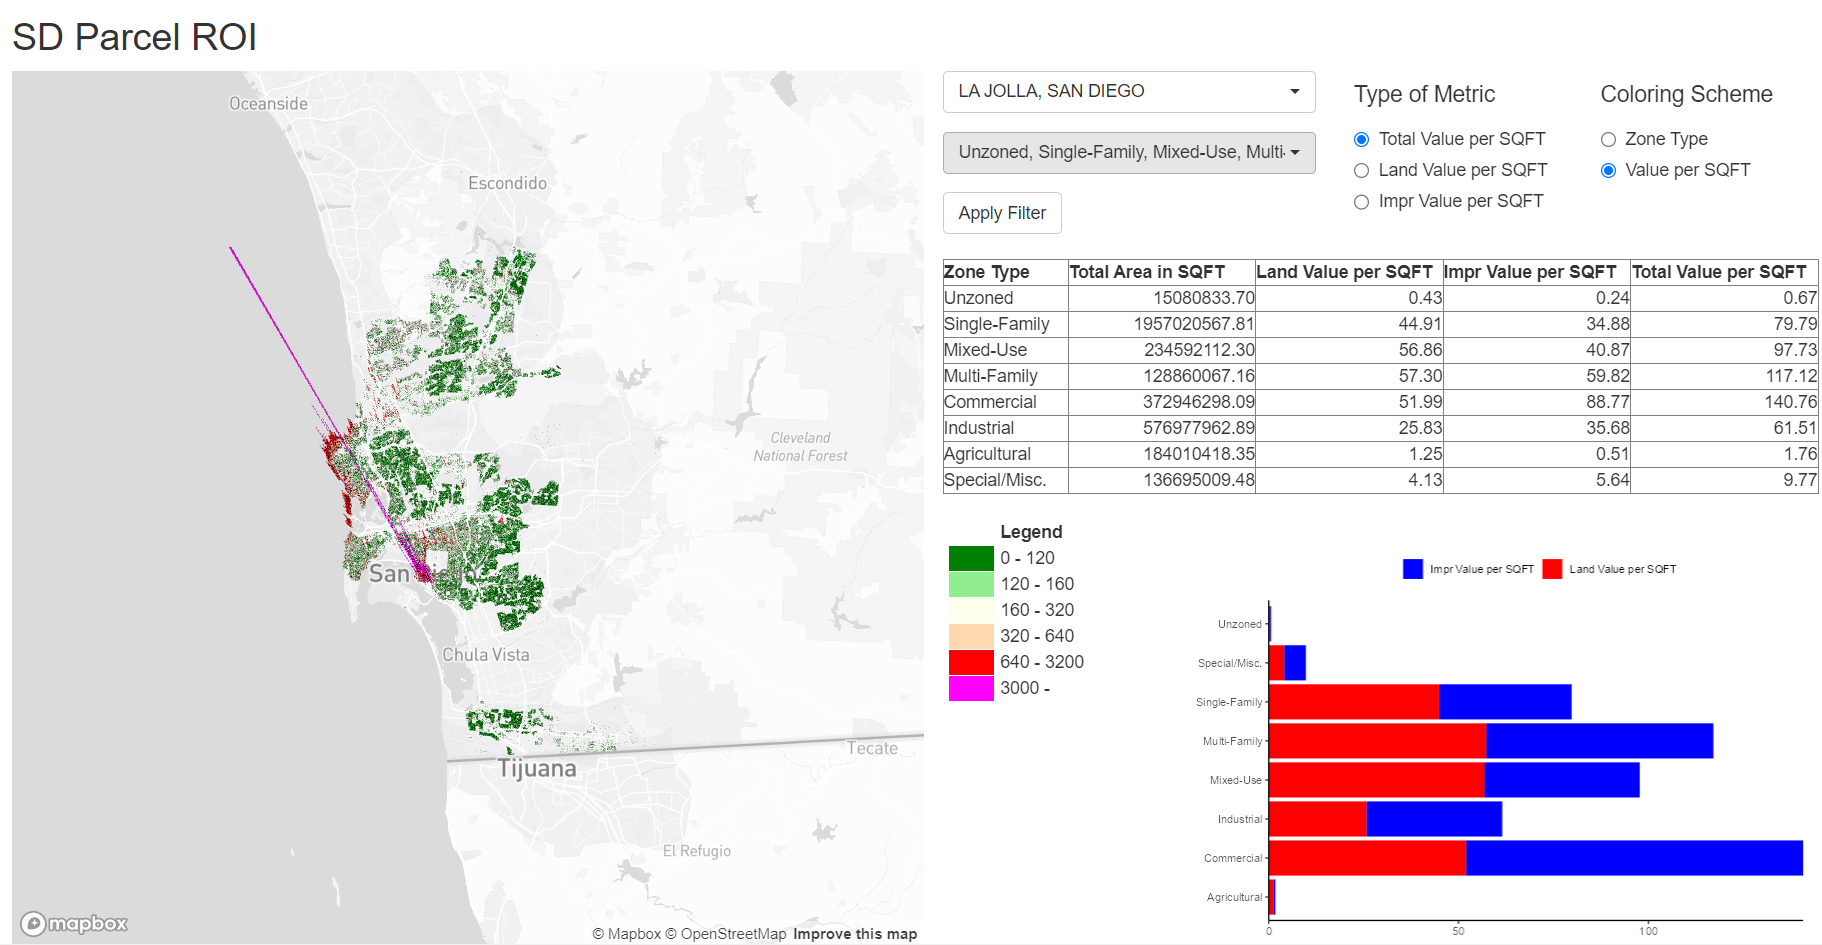 SD Parcel ROI
Oceanside
Escondido
Cleveland
National Forest
San Diego
Chula Vista
Tecate
Tijuana
El Refugio
mapbox
© Mapbox © OpenStreetMap Improve this map
LA JOLLA, SAN DIEGO
Unzoned, Single-Family, Mixed-Use, Multi-
Apply Filter
Type of Metric
Total Value per SQFT
Land Value per SQFT
Impr Value per SQFT
Coloring Scheme
Zone Type
Value per SQFT
Zone Type Total Area in SQFT Land Value per SQFT Impr Value per SQFT Total Value per SQFT
Unzoned 15080833.70 0.43 0.24 0.67
Single-Family 1957020567.81 44.91 34.88 79.79
Mixed-Use 234592112.30 56.86 40.87 97.73
Multi-Family 128860067.16 57.30 59.82 117.12
Commercial 372946298.09 51.99 88.77 140.76
Industrial 576977962.89 25.83 35.68 61.51
Agricultural 184010418.35 1.25 0.51 1.76
Special/Misc. 136695009.48 4.13 5.64 9.77
Legend
0 - 120
120 - 160
160 - 320
320 - 640
640 - 3200
3000 -
Impr Value per SQFT Land Value per SQFT
Unzoned
Special/Misc.
Single-Family
Multi-Family
Mixed-Use
Industrial
Commercial
Agricultural
0 50 100